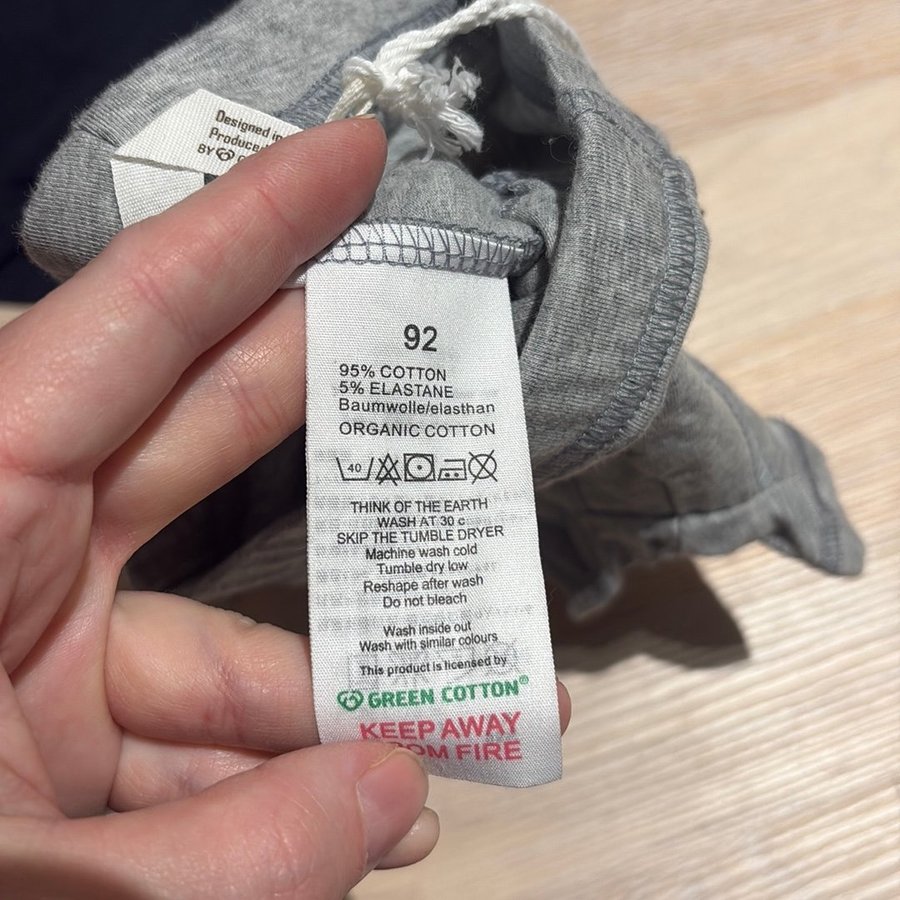 Designed in
BY
92
95% COTTON
5% ELASTANE
Baumwolle/elasthan
ORGANIC COTTON
40
THINK OF THE EARTH
WASH AT 30 c
SKIP THE TUMBLE DRYER
Machine wash cold
Tumble dry low
Reshape after wash
Do not bleach
Wash inside out
Wash with similar colours
This product is licensed by
GREEN COTTON®
KEEP AWAY
FIRE